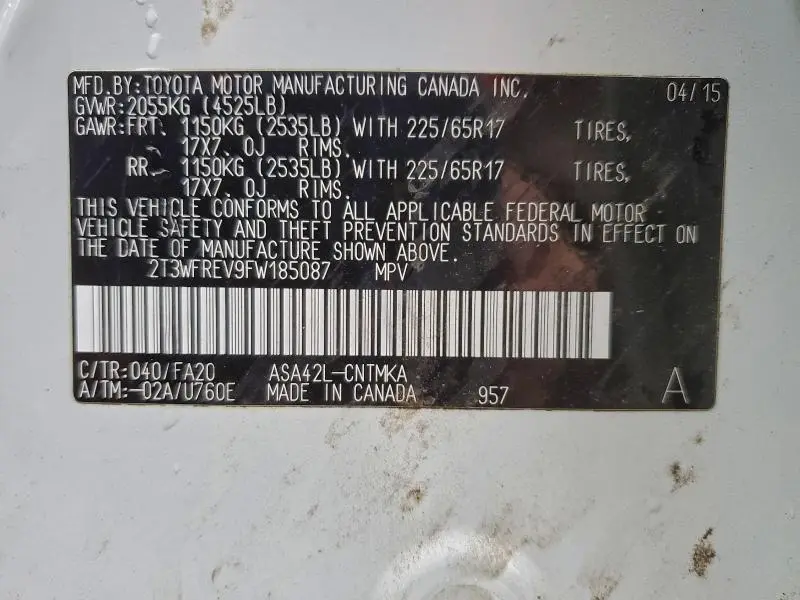 MFD.BY:TOYOTA MOTOR MANUFACTURING CANADA INC. 04/15
GVWR:2055KG (4525LB)
GAWR:FRT. 1150KG (2535LB) WITH 225/65R17 TIRES,
17X7. 0J RIMS.
RR. 1150KG (2535LB) WITH 225/65R17 TIRES,
17X7. 0J RIMS.
THIS VEHICLE CONFORMS TO ALL APPLICABLE FEDERAL MOTOR
VEHICLE SAFETY AND THEFT PREVENTION STANDARDS IN EFFECT ON
THE DATE OF MANUFACTURE SHOWN ABOVE.
2T3WFREV9FW185087 MPV
C/TR:040/FA20 ASA42L-CNTMKA
A/TM:-02A/U760E MADE IN CANADA 957 A